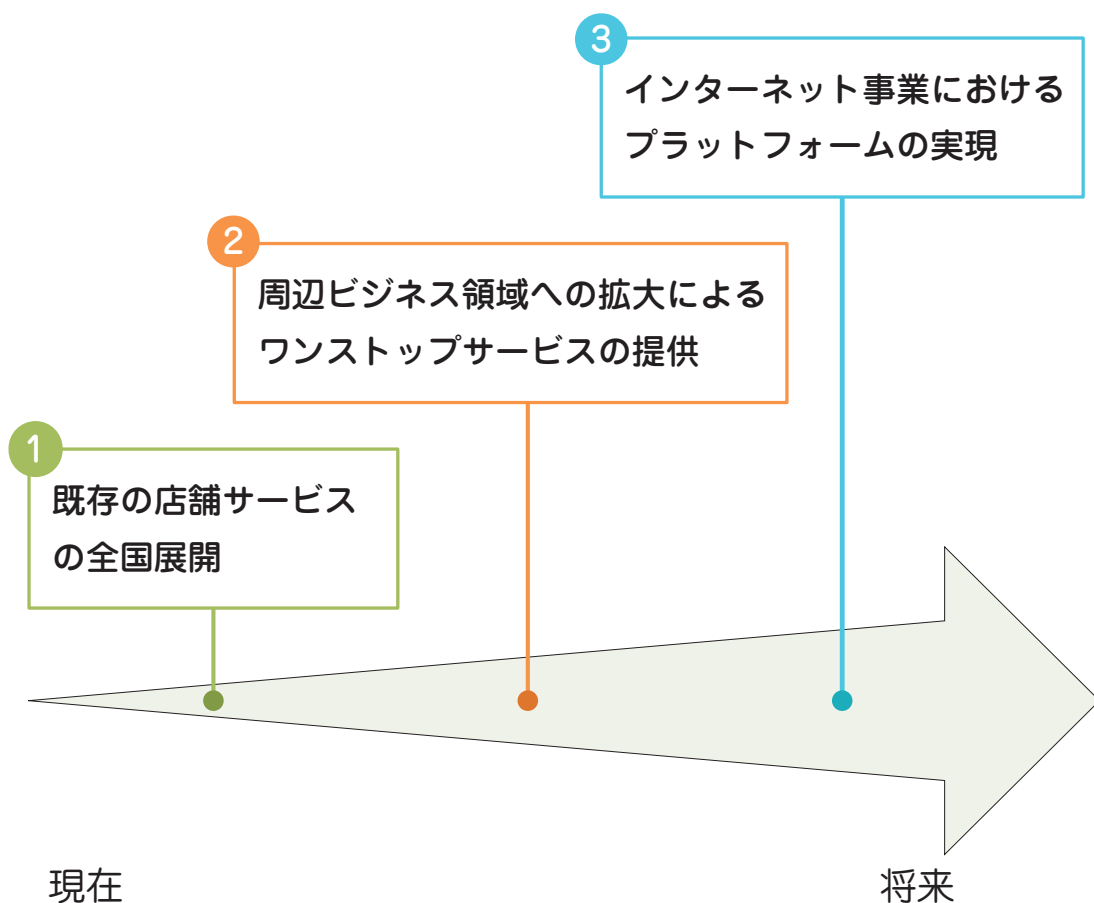 3
インターネット事業における
プラットフォームの実現
2
周辺ビジネス領域への拡大による
ワンストップサービスの提供
1
既存の店舗サービス
の全国展開
現在
将来